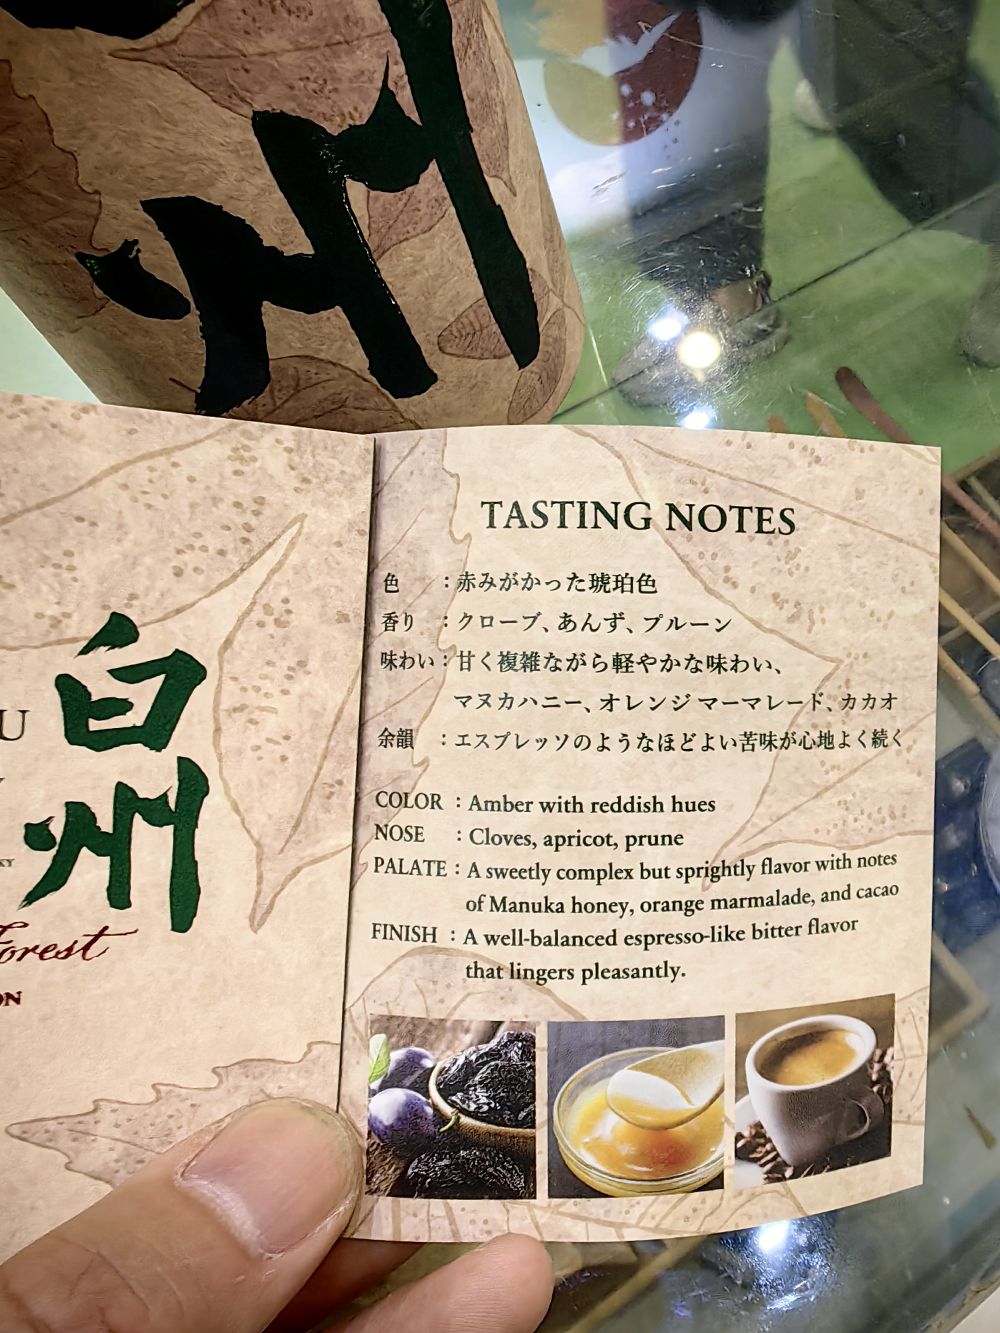 州
U
白州
KY
Forest
ON
TASTING NOTES
色 :赤みがかった琥珀色
香り :クローブ、あんず、プルーン
味わい:甘く複雑ながら軽やかな味わい、
マヌカハニー、オレンジマーマレード、カカオ
余韻 :エスプレッソのようなほどよい苦味が心地よく続く
COLOR : Amber with reddish hues
NOSE : Cloves, apricot, prune
PALATE : A sweetly complex but sprightly flavor with notes
of Manuka honey, orange marmalade, and cacao
FINISH : A well-balanced espresso-like bitter flavor
that lingers pleasantly.